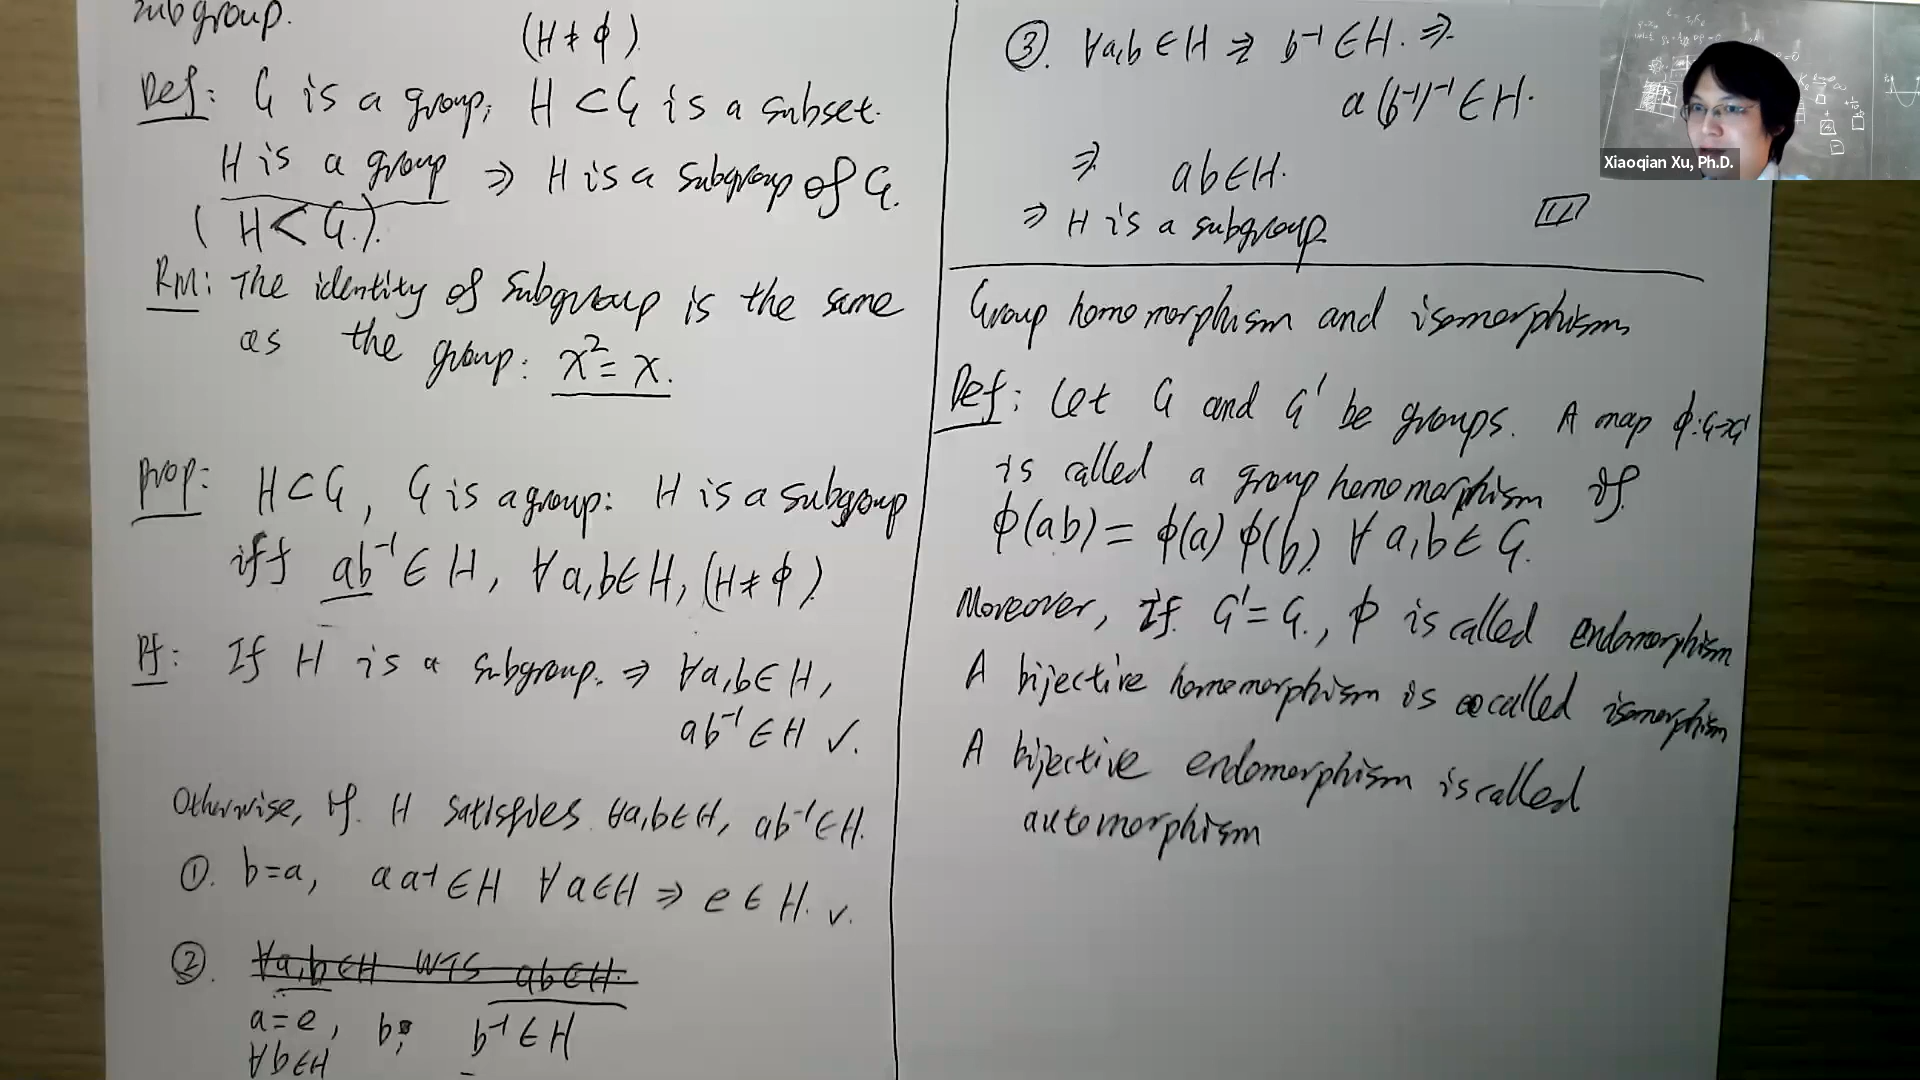 subgroup.
(H ≠ ϕ).
Def: G is a group, H ⊂ G is a subset.
H is a group ⇒ H is a subgroup of G.
( H < G.).
RM: The identity of subgroup is the same
as the group: x² = x.
Prop: H ⊂ G, G is a group: H is a subgroup
iff ab⁻¹ ∈ H, ∀ a,b ∈ H, (H ≠ ϕ).
Pf: If H is a subgroup. ⇒ ∀a,b ∈ H,
ab⁻¹ ∈ H ✓.
Otherwise, if H satisfies ∀a,b∈H, ab⁻¹ ∈ H.
①. b=a, aa⁻¹ ∈ H ∀ a∈H ⇒ e ∈ H. ✓.
②. ∀a,b ∈ H WTS ab ∈ H.
a = e, b; b⁻¹ ∈ H
∀b∈H
③. ∀a,b ∈ H ⇒ b⁻¹ ∈ H. ⇒
a(b⁻¹)⁻¹ ∈ H.
⇒ ab ∈ H.
⇒ H is a subgroup.
Group homomorphism and isomorphism
Def: Let G and G' be groups. A map ϕ: G→G'
is called a group homomorphism if
ϕ(ab) = ϕ(a) ϕ(b), ∀ a,b ∈ G.
Moreover, if G' = G., ϕ is called endomorphism
A bijective homomorphism is called isomorphism
A bijective endomorphism is called
automorphism
Xiaoqian Xu, Ph.D.